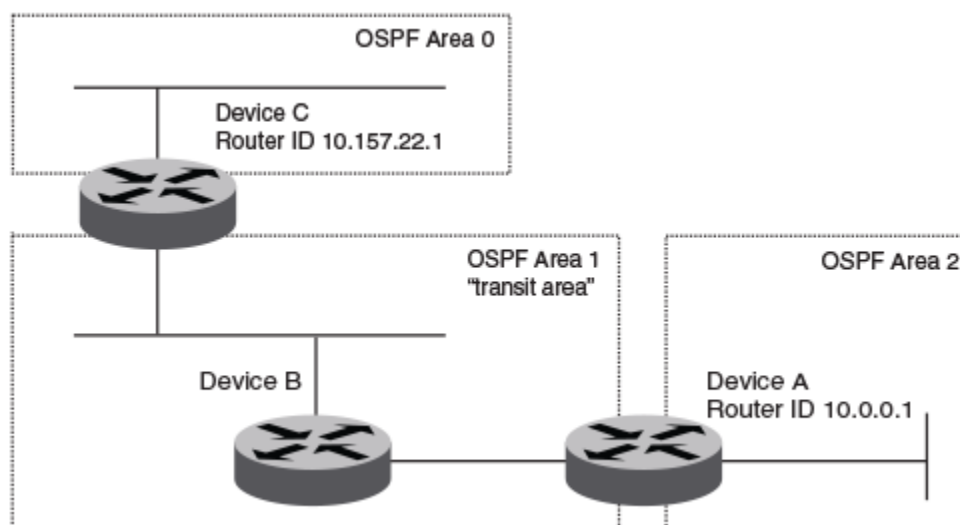 OSPF Area 0
Device C
Router ID 10.157.22.1
OSPF Area 1
"transit area"
OSPF Area 2
Device B
Device A
Router ID 10.0.0.1